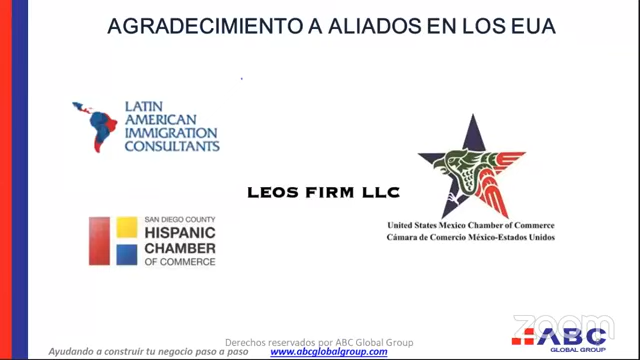 AGRADECIMIENTO A ALIADOS EN LOS EUA
LATIN
AMERICAN
IMMIGRATION
CONSULTANTS
LEOS FIRM LLC
SAN DIEGO COUNTY
HISPANIC
CHAMBER
OF COMMERCE
United States Mexico Chamber of Commerce
Cámara de Comercio México-Estados Unidos
zoom
Derechos reservados por ABC Global Group
Ayudando a construir tu negocio paso a paso www.abcglobalgroup.com
ABC
GLOBAL GROUP